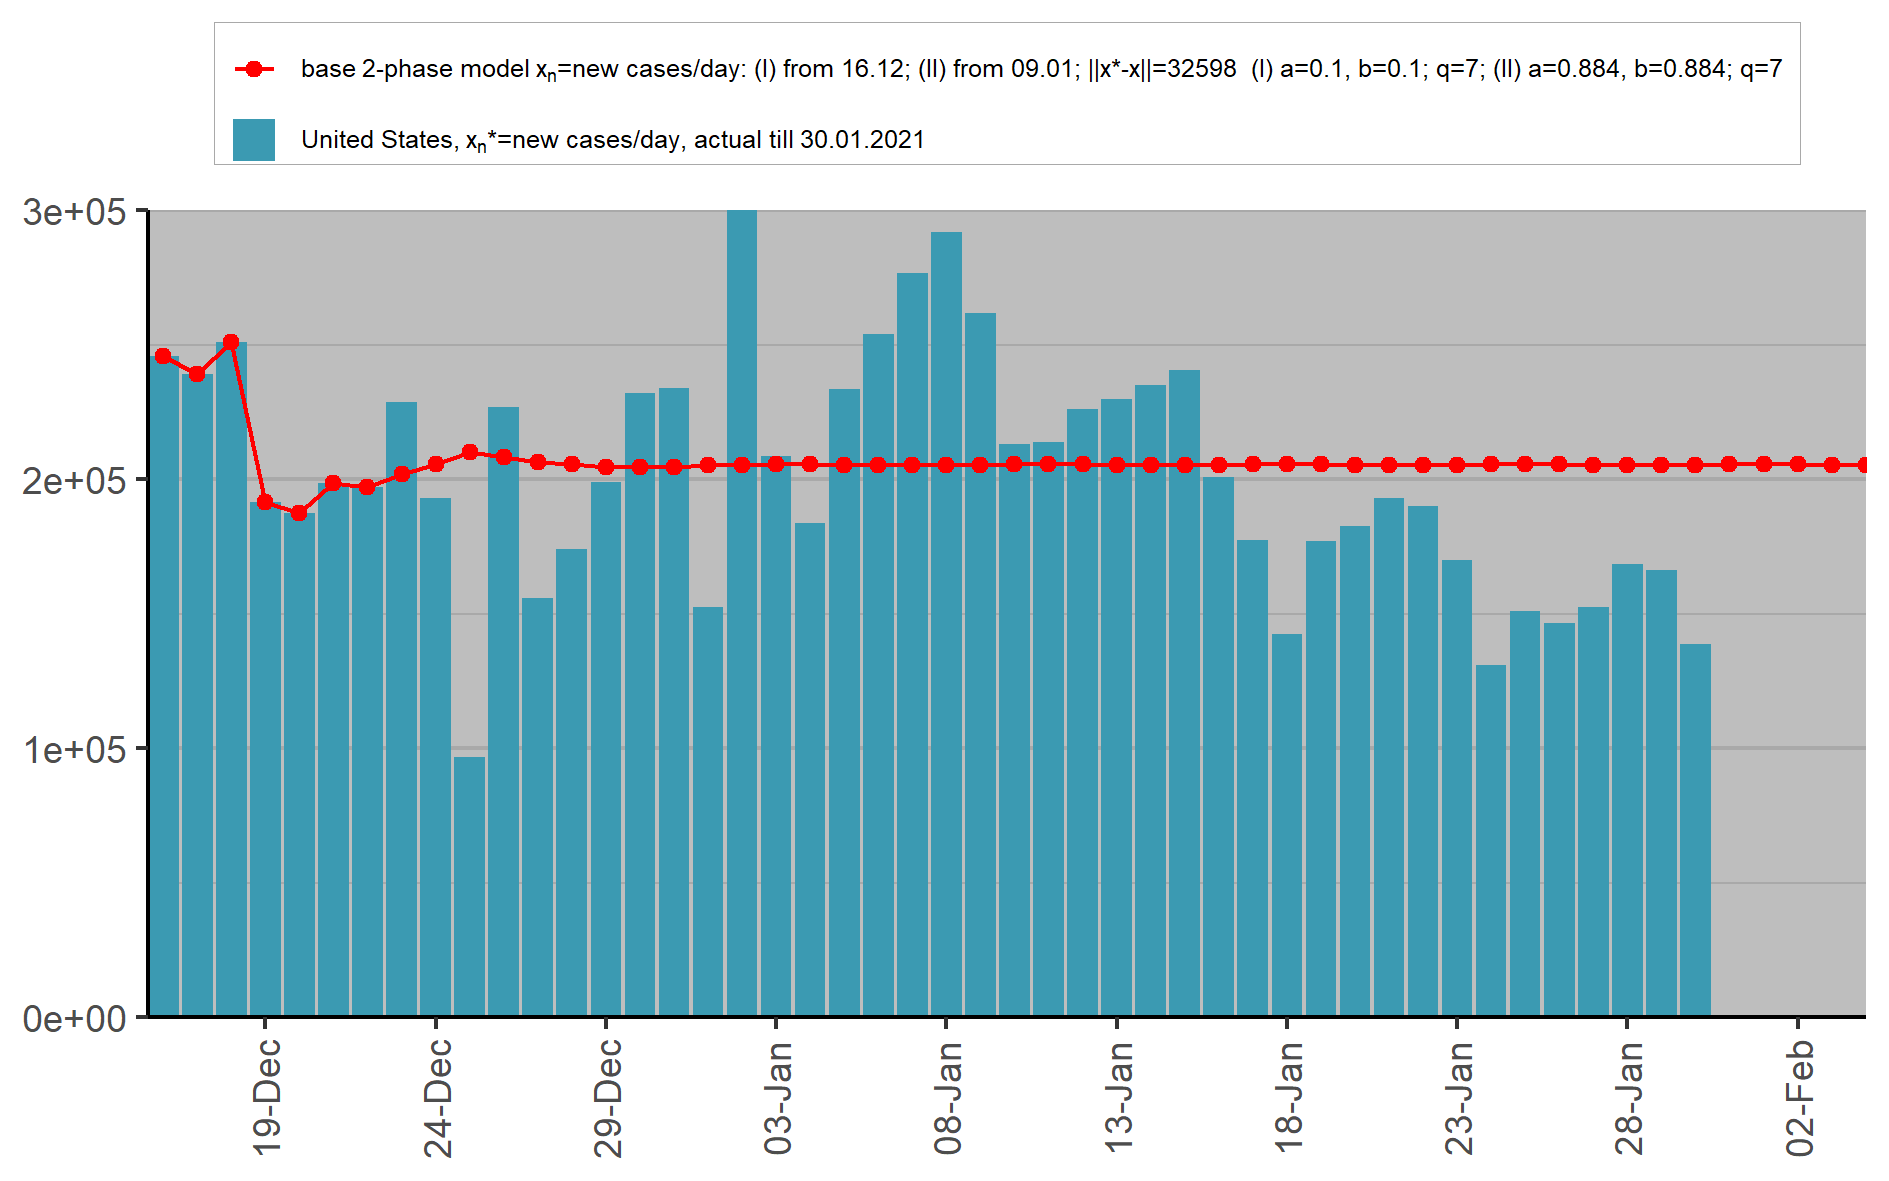 base 2-phase model xn=new cases/day: (I) from 16.12; (II) from 09.01; ||x*-x||=32598  (I) a=0.1, b=0.1; q=7; (II) a=0.884, b=0.884; q=7
United States, xn*=new cases/day, actual till 30.01.2021
3e+05
2e+05
1e+05
0e+00
19-Dec
24-Dec
29-Dec
03-Jan
08-Jan
13-Jan
18-Jan
23-Jan
28-Jan
02-Feb